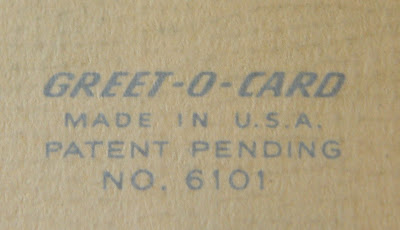 GREET-O-CARD
MADE IN U.S.A.
PATENT PENDING
NO. 6101